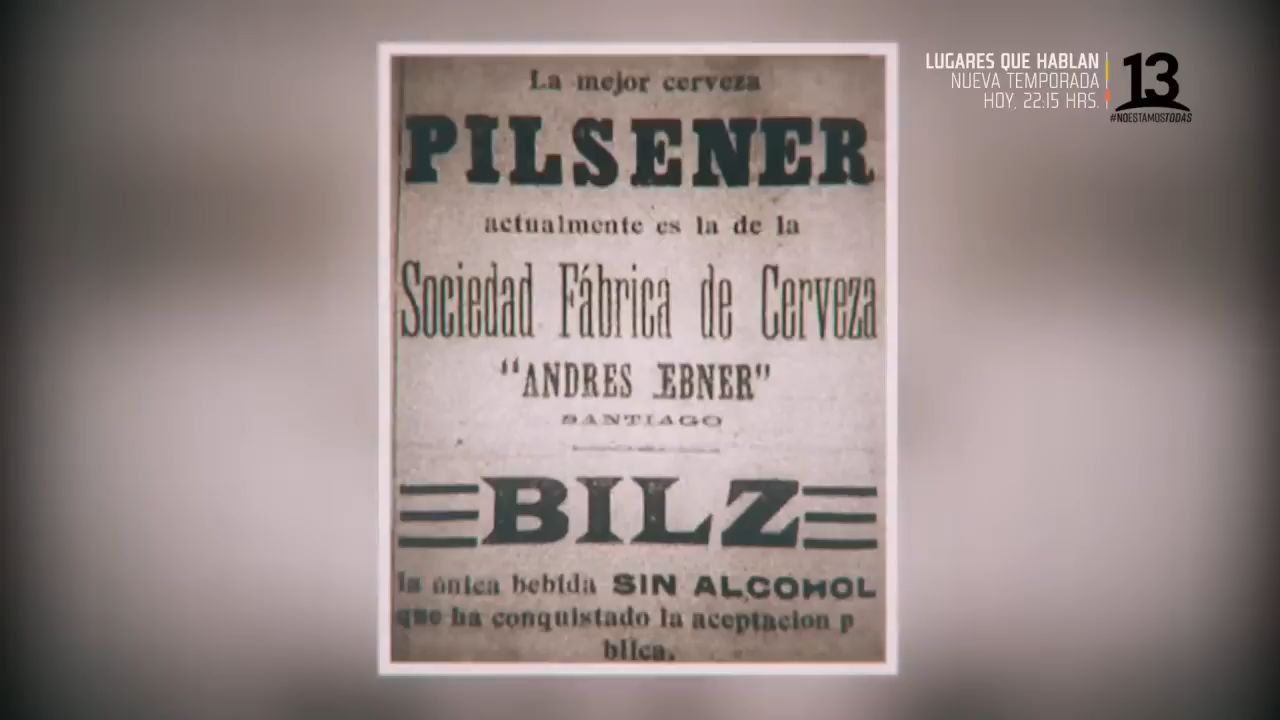 La mejor cerveza
PILSENER
actualmente es la de la
Sociedad Fábrica de Cerveza
"ANDRES EBNER"
SANTIAGO
BILZ
la única bebida SIN ALCOHOL
que ha conquistado la aceptacion p
blica.
LUGARES QUE HABLAN
NUEVA TEMPORADA
HOY, 22:15 HRS.
13
#NOESTAMOSTODAS